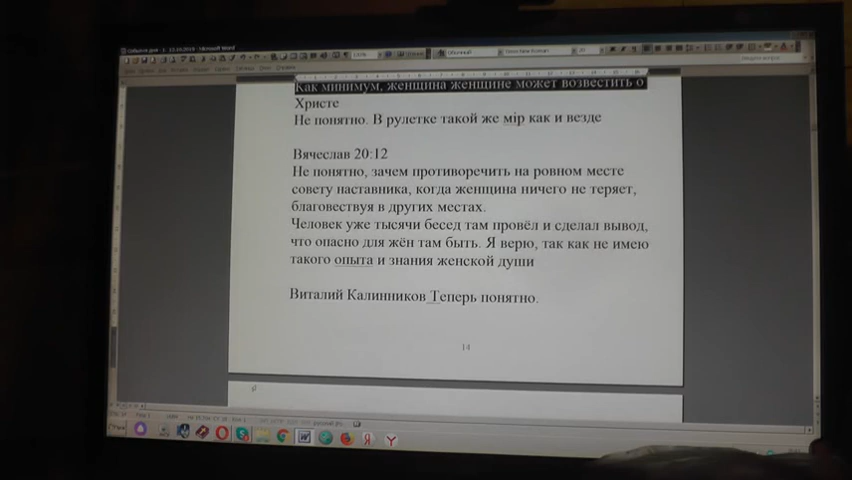 Microsoft Word
Как минимум, женщина женщине может возвестить о
Христе
Не понятно. В рулетке такой же мір как и везде
Вячеслав 20:12
Не понятно, зачем противоречить на ровном месте
совету наставника, когда женщина ничего не теряет,
благовествуя в других местах.
Человек уже тысячи бесед там провёл и сделал вывод,
что опасно для жён там быть. Я верю, так как не имею
такого опыта и знания женской души
Виталий Калинников Теперь понятно.
14